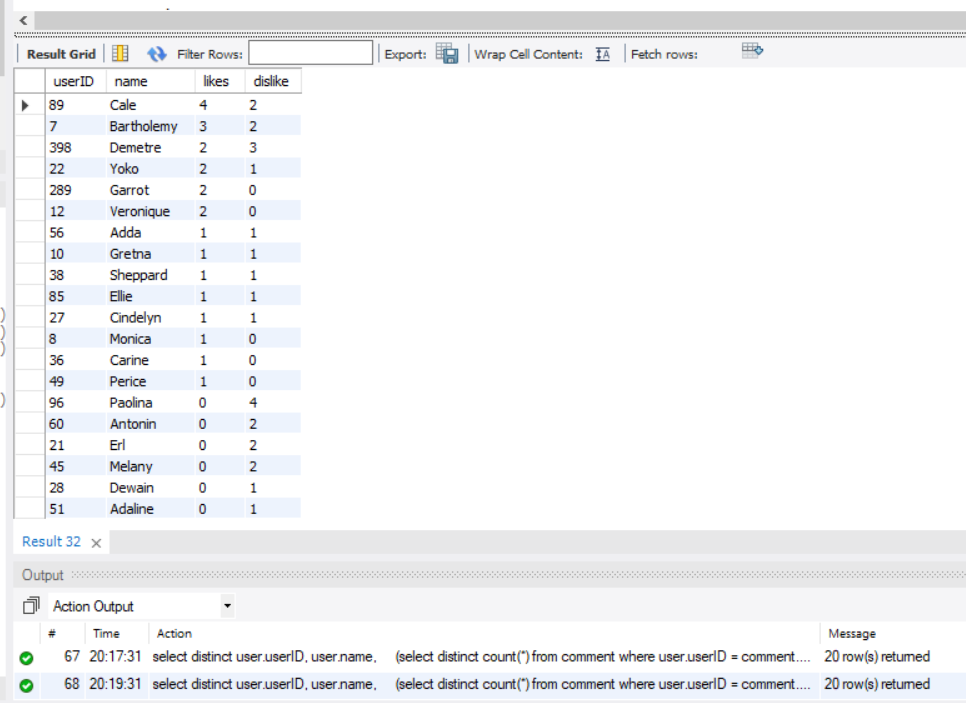 <
Result Grid Filter Rows: Export: Wrap Cell Content: IA Fetch rows:
userID name likes dislike
89 Cale 4 2
7 Bartholemy 3 2
398 Demetre 2 3
22 Yoko 2 1
289 Garrot 2 0
12 Veronique 2 0
56 Adda 1 1
10 Gretna 1 1
38 Sheppard 1 1
85 Ellie 1 1
27 Cindelyn 1 1
8 Monica 1 0
36 Carine 1 0
49 Perice 1 0
96 Paolina 0 4
60 Antonin 0 2
21 Erl 0 2
45 Melany 0 2
28 Dewain 0 1
51 Adaline 0 1
)
)
)
)
Result 32 ×
Output
Action Output
# Time Action Message
67 20:17:31 select distinct user.userID, user.name, (select distinct count(*) from comment where user.userID = comment.... 20 row(s) returned
68 20:19:31 select distinct user.userID, user.name, (select distinct count(*) from comment where user.userID = comment.... 20 row(s) returned